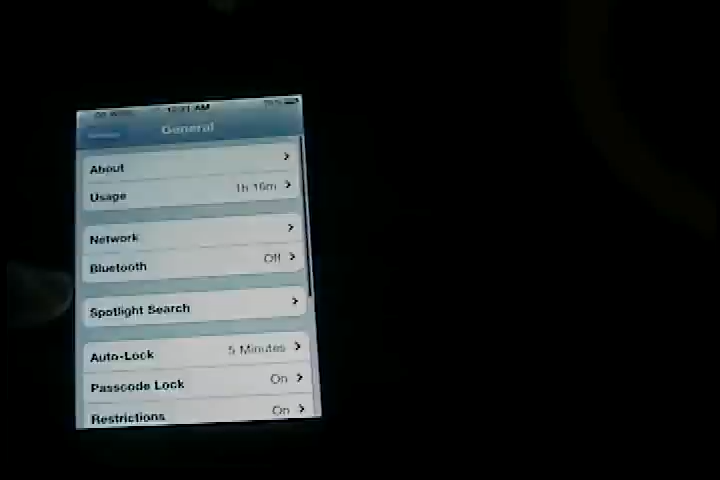 AM
General
About
Usage 1h 16m
Network
Bluetooth Off
Spotlight Search
Auto-Lock 5 Minutes
Passcode Lock On
Restrictions On